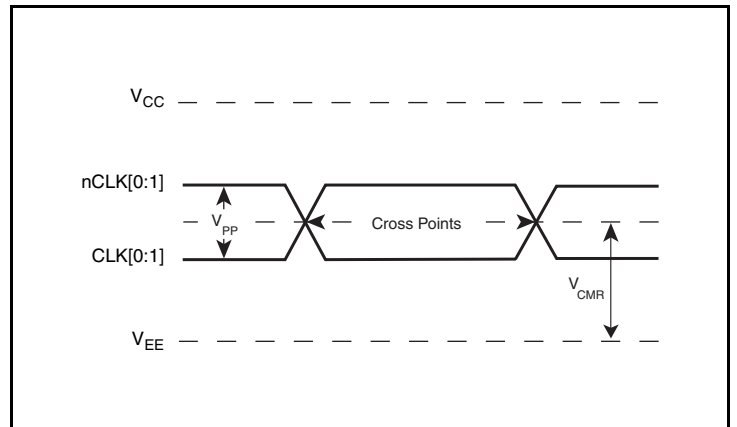 VCC
nCLK[0:1]
VPP
Cross Points
CLK[0:1]
VCMR
VEE